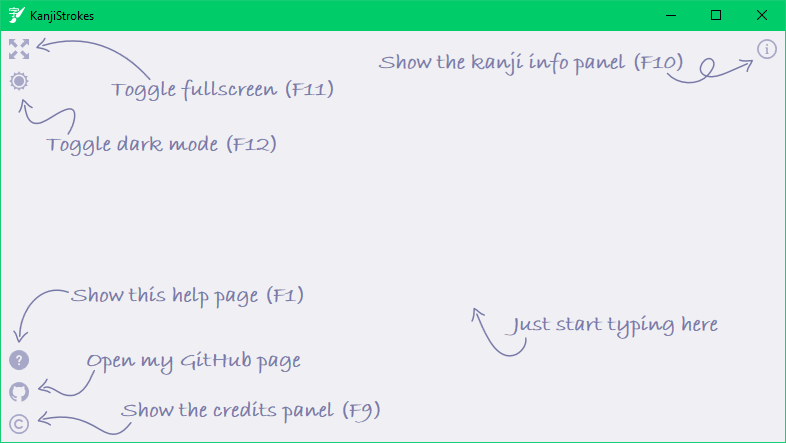 KanjiStrokes
Show the kanji info panel (F10)
Toggle fullscreen (F11)
Toggle dark mode (F12)
Show this help page (F1)
Just start typing here
Open my GitHub page
Show the credits panel (F9)